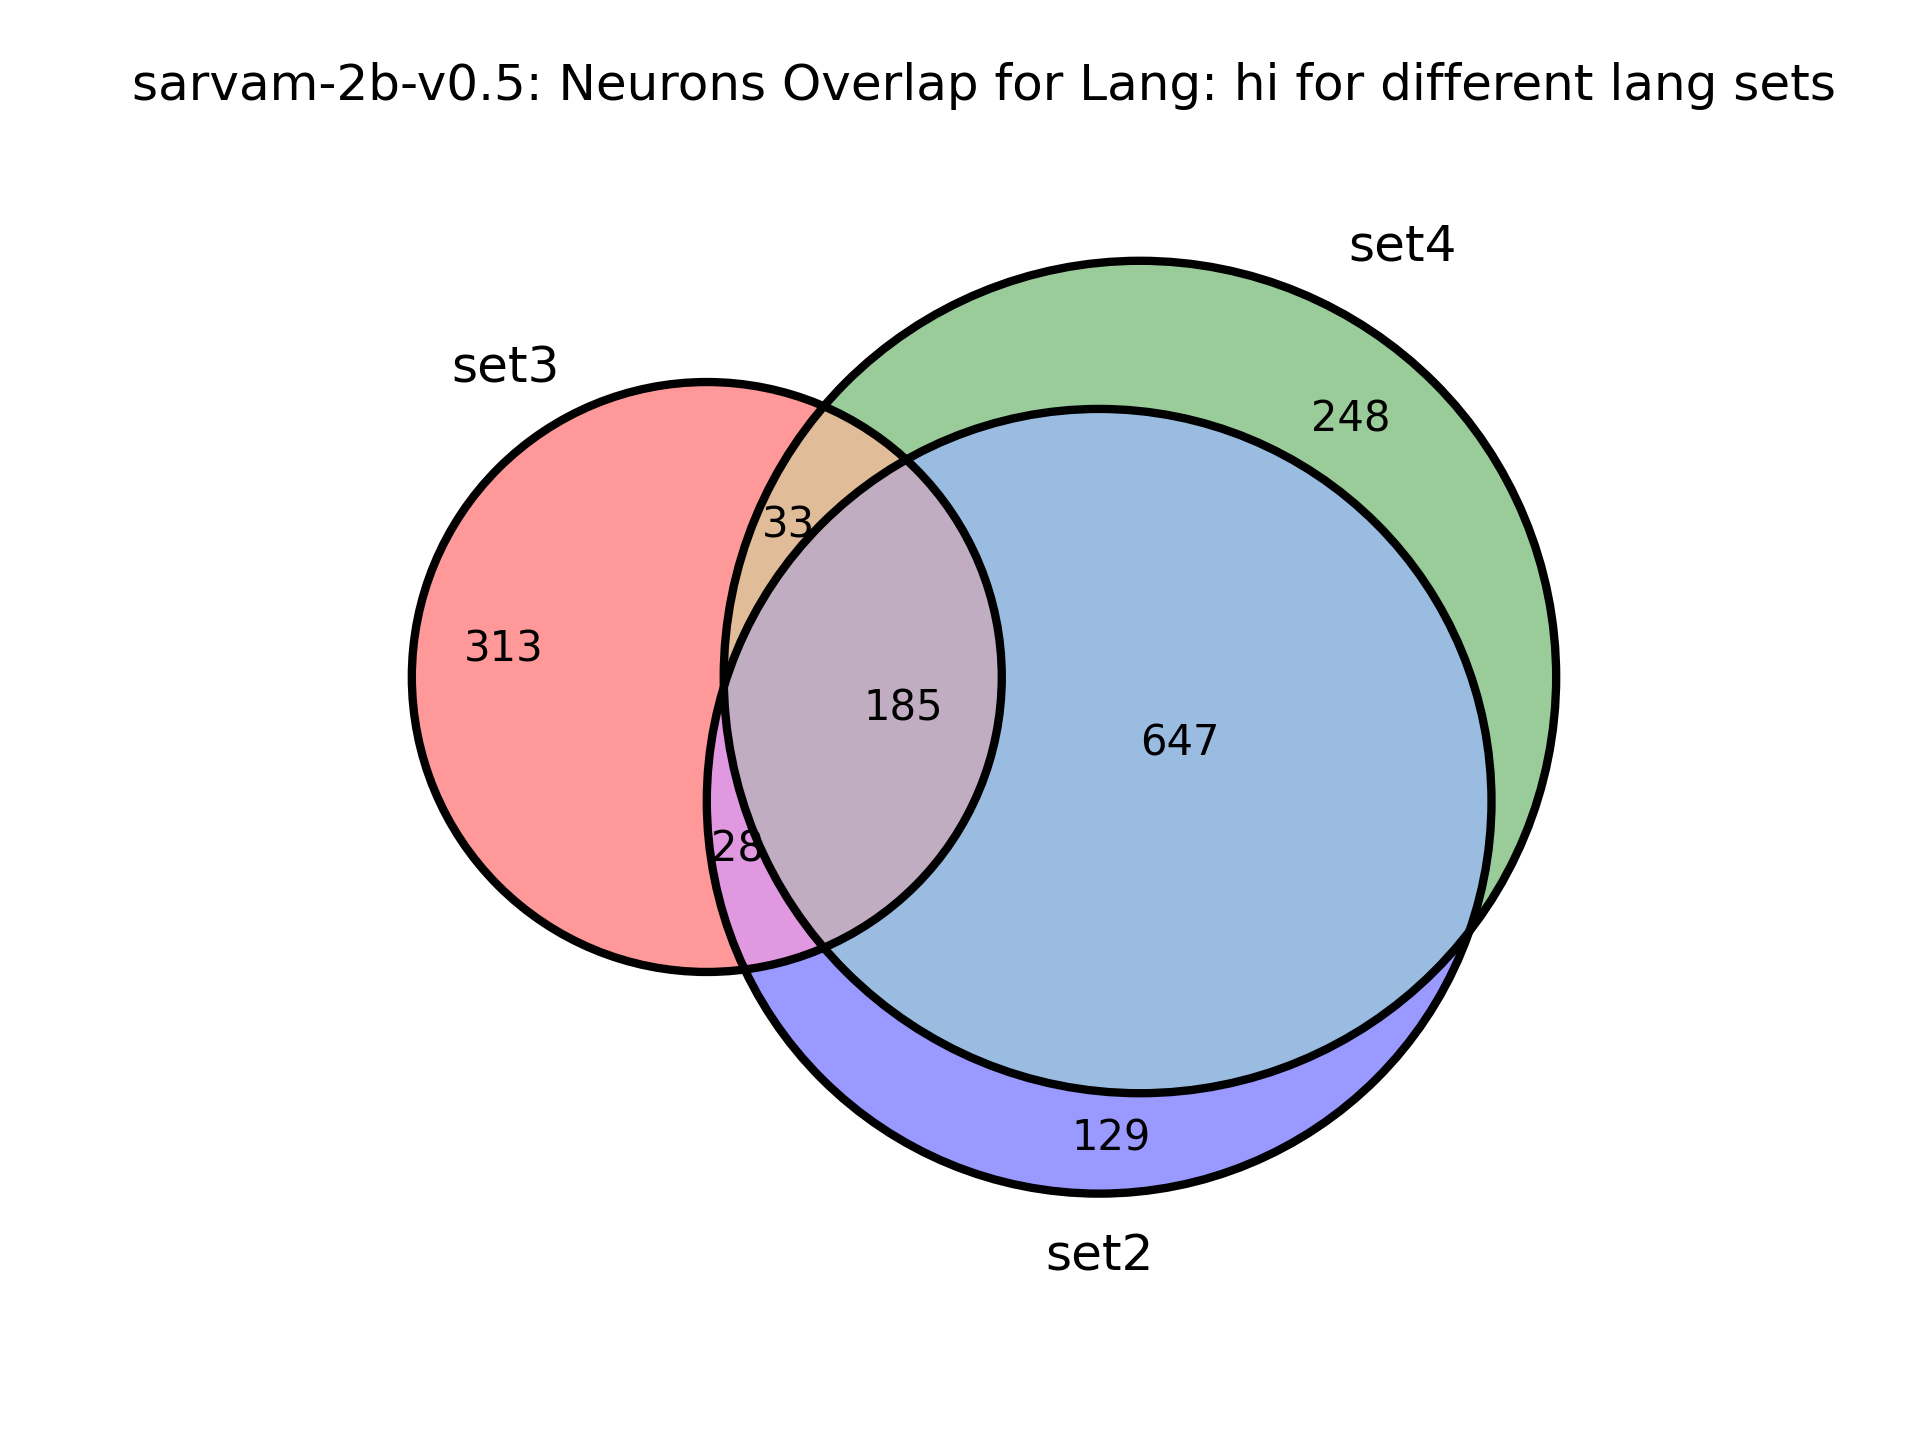 sarvam-2b-v0.5: Neurons Overlap for Lang: hi for different lang sets
set4
set3
248
33
313
185
647
28
129
set2